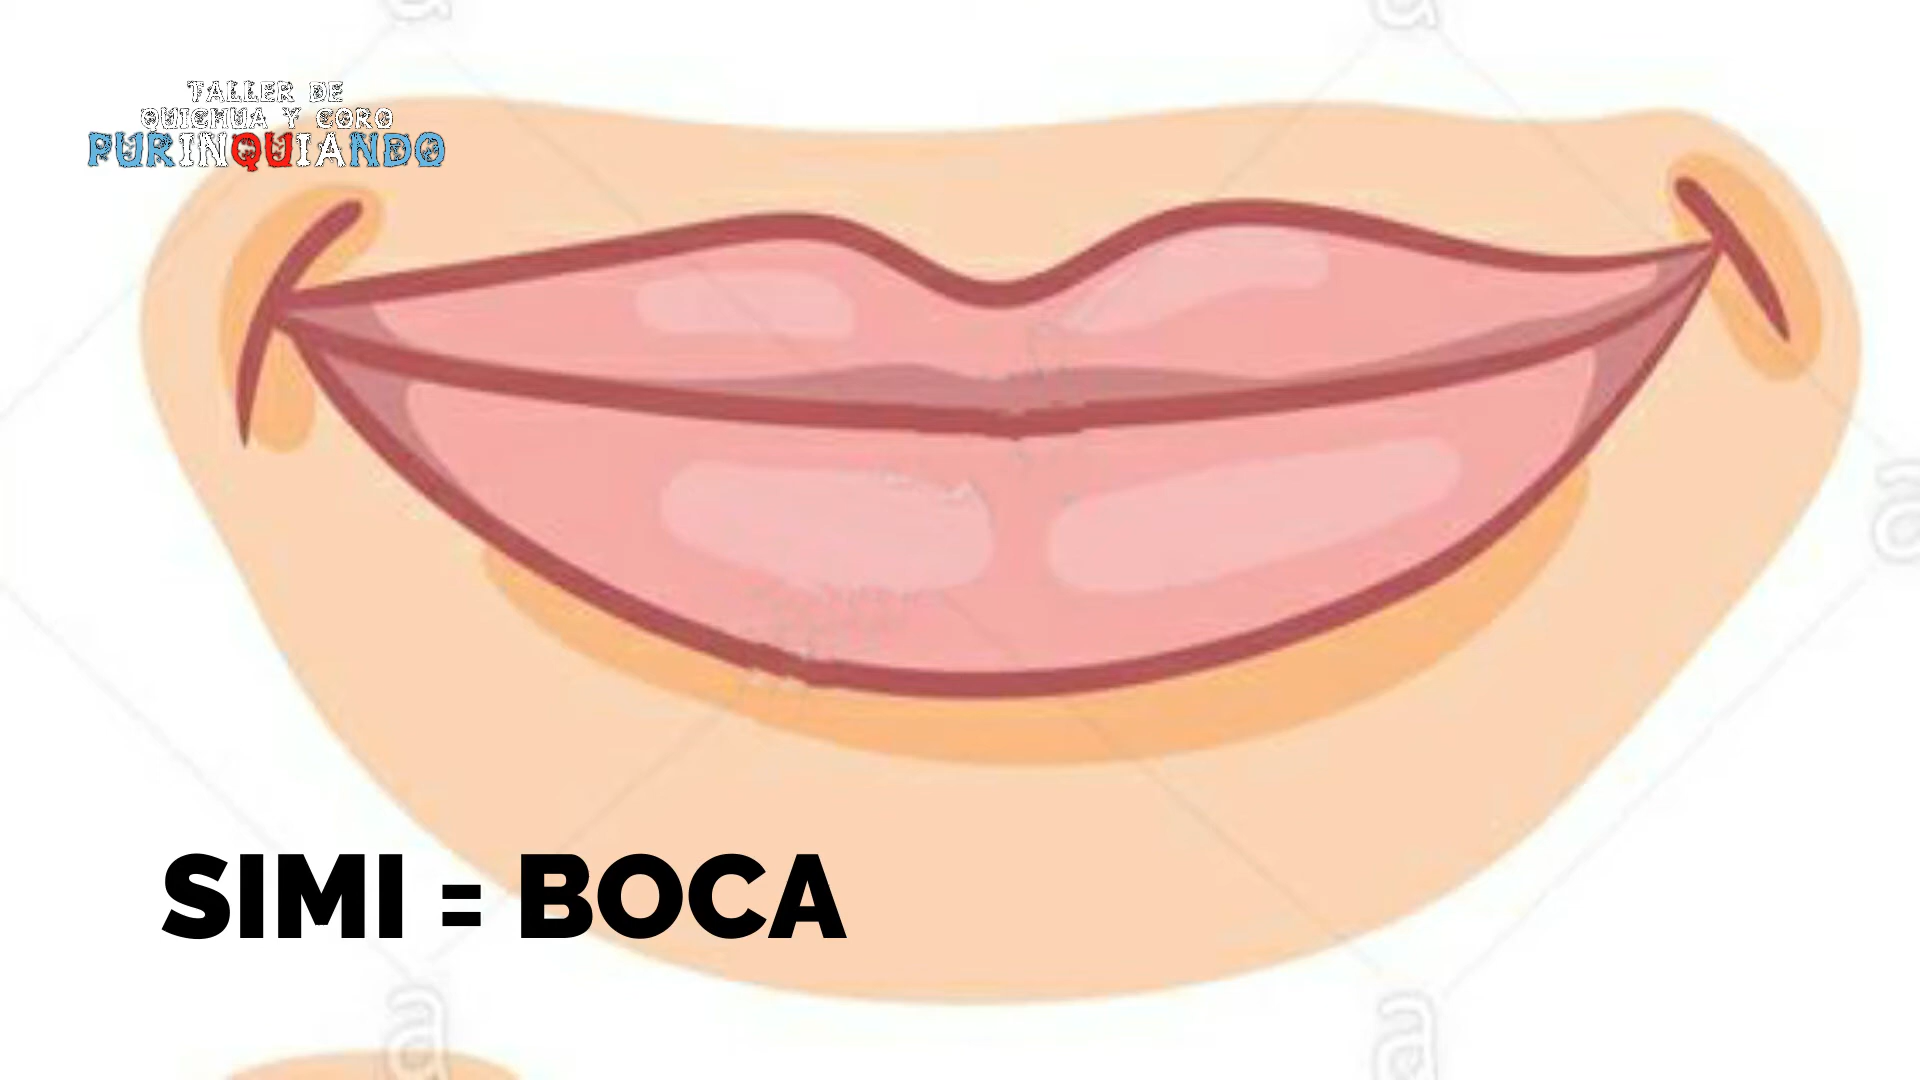 TALLER DE
QUICHUA Y CORO
PURINQUIANDO
SIMI = BOCA
a
a
a
a
a